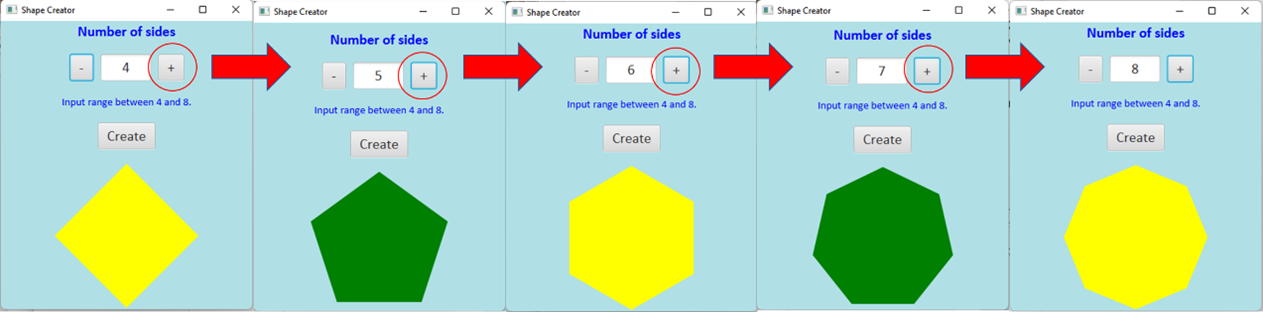 Shape Creator
Number of sides
- 4 +
Input range between 4 and 8.
Create
Shape Creator
Number of sides
- 5 +
Input range between 4 and 8.
Create
Shape Creator
Number of sides
- 6 +
Input range between 4 and 8.
Create
Shape Creator
Number of sides
- 7 +
Input range between 4 and 8.
Create
Shape Creator
Number of sides
- 8 +
Input range between 4 and 8.
Create